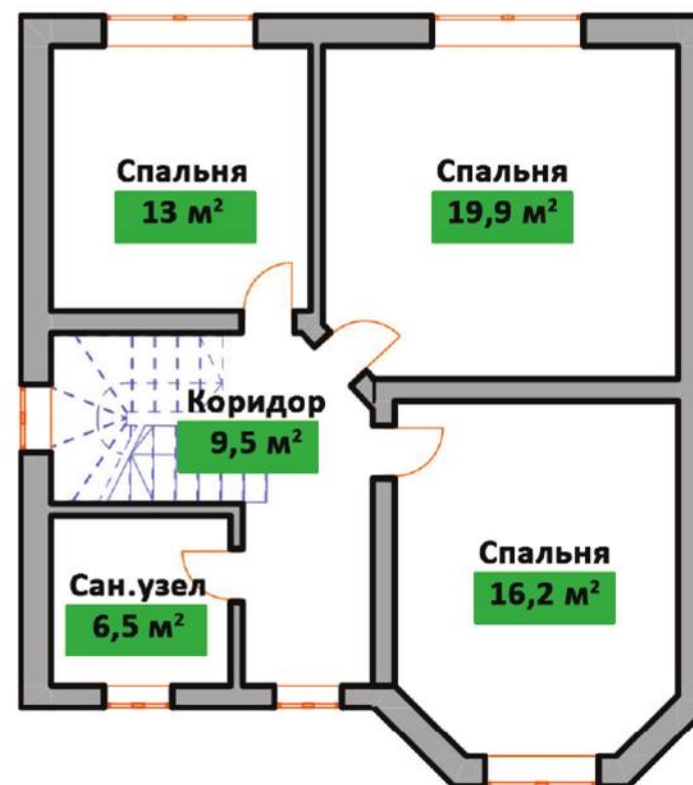 Спальня
13 м²
Спальня
19,9 м²
Коридор
9,5 м²
Спальня
16,2 м²
Сан.узел
6,5 м²